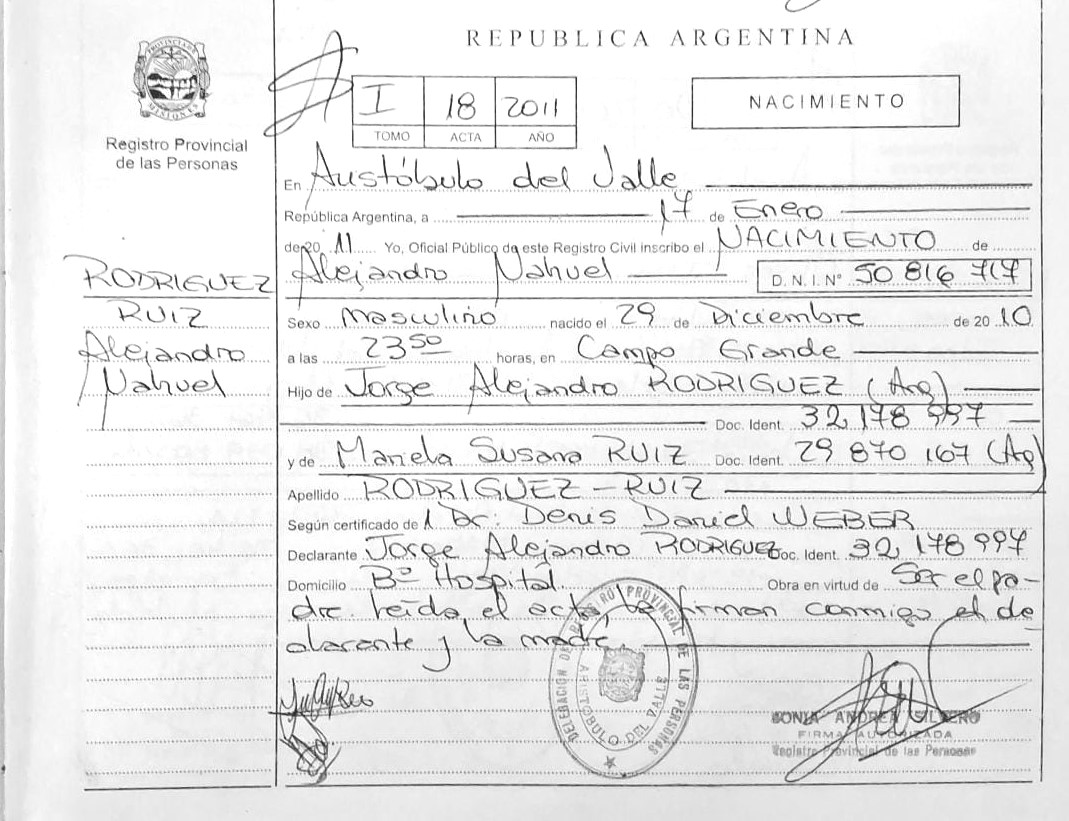 REPUBLICA ARGENTINA
PROVINCIA DE MISIONES
Registro Provincial
de las Personas
I 18 2011
TOMO ACTA AÑO
NACIMIENTO
En Aristóbulo del Valle
República Argentina, a 17 de Enero
de 20 11 Yo, Oficial Público de este Registro Civil inscribo el NACIMIENTO de
Alejandro Nahuel D.N.I. N° 50 816 717
RODRIGUEZ
RUIZ
Alejandro
Nahuel
Sexo Masculino nacido el 29 de Diciembre de 20 10
a las 23 50 horas, en Campo Grande
Hijo de Jorge Alejandro RODRIGUEZ (Arg)
Doc. Ident. 32 178 997
y de Mariela Susana RUIZ Doc. Ident. 29 870 167 (Arg)
Apellido RODRIGUEZ - RUIZ
Según certificado de l Dr: Denis Daniel WEBER
Declarante Jorge Alejandro RODRIGUEZ Doc. Ident. 32 178 997
Domicilio Bº Hospital Obra en virtud de Ser el pa-
dre. leida el acta la firman conmigo el de
clarante y la madre.
DELEGACION DEL REGISTRO PROVINCIAL DE LAS PERSONAS
ARISTOBULO DEL VALLE
SONIA ANDREA SILVERO
FIRMA AUTORIZADA
Registro Provincial de las Personas